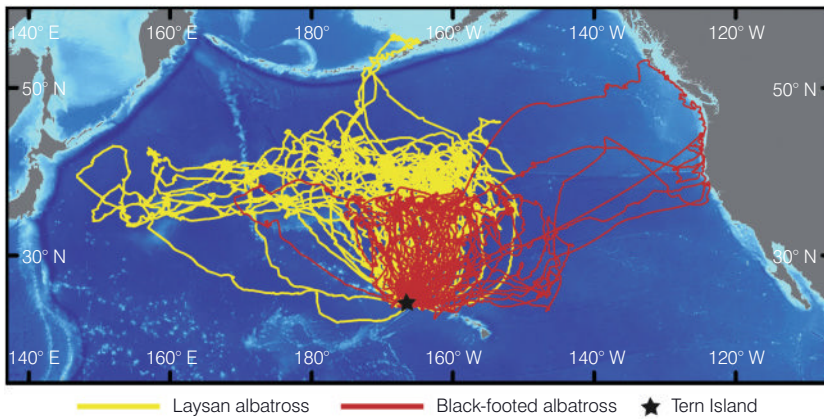 140° E 160° E 180° 160° W 140° W 120° W
50° N 50° N
30° N 30° N
140° E 160° E 180° 160° W 140° W 120° W
Laysan albatross Black-footed albatross Tern Island